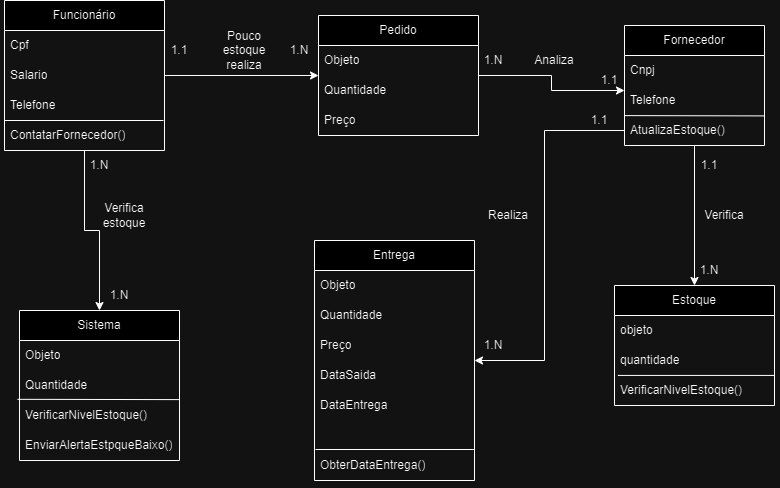 Funcionário
Cpf
Salario
Telefone
ContatarFornecedor()
1.1
Pouco
estoque
realiza
1.N
Pedido
Objeto
Quantidade
Preço
1.N
Analiza
1.1
Fornecedor
Cnpj
Telefone
AtualizaEstoque()
1.1
1.N
Verifica
estoque
1.N
Sistema
Objeto
Quantidade
VerificarNivelEstoque()
EnviarAlertaEstpqueBaixo()
Realiza
1.N
Entrega
Objeto
Quantidade
Preço
DataSaida
DataEntrega
ObterDataEntrega()
1.1
Verifica
1.N
Estoque
objeto
quantidade
VerificarNivelEstoque()